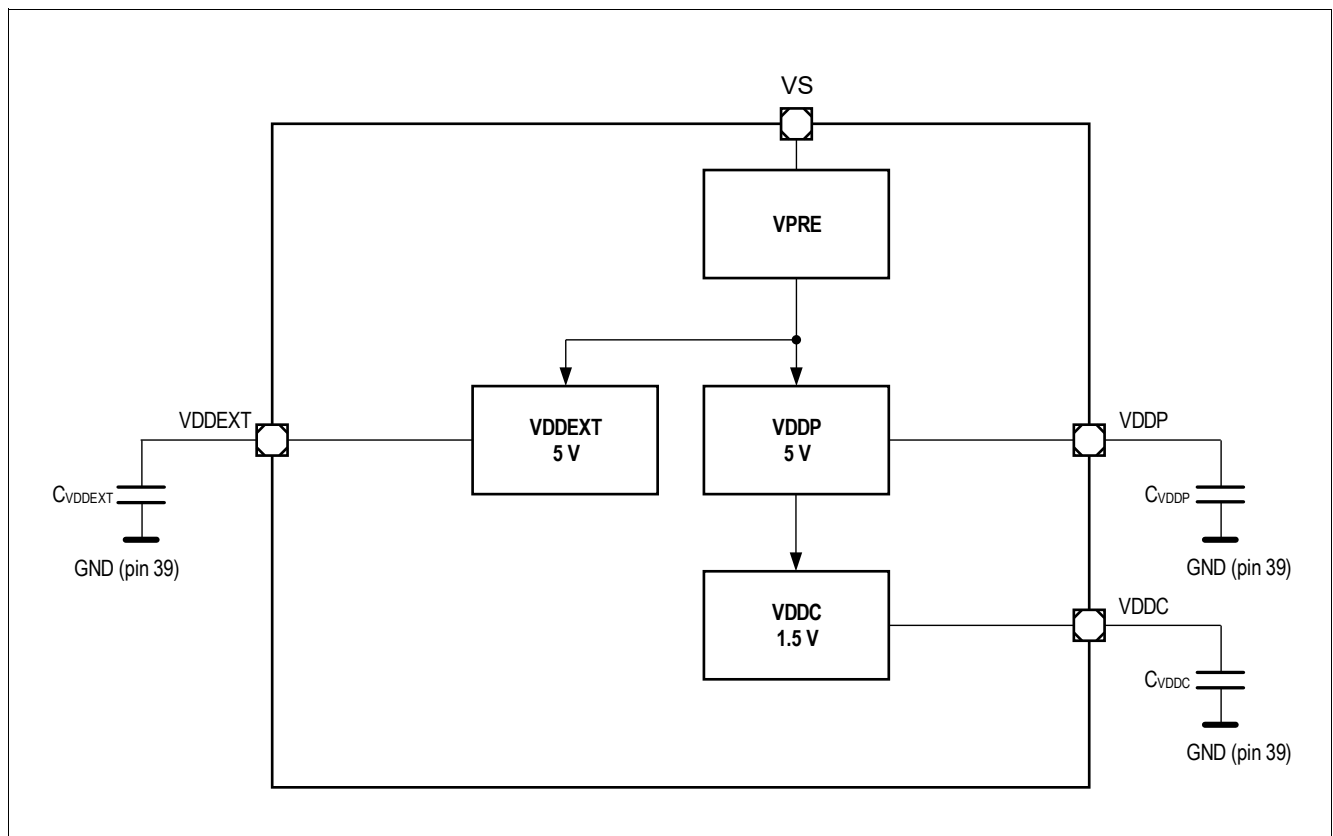 VS
VPRE
VDDEXT
VDDEXT
5 V
VDDP
5 V
VDDP
CVDDEXT
CVDDP
GND (pin 39)
GND (pin 39)
VDDC
1.5 V
VDDC
CVDDC
GND (pin 39)